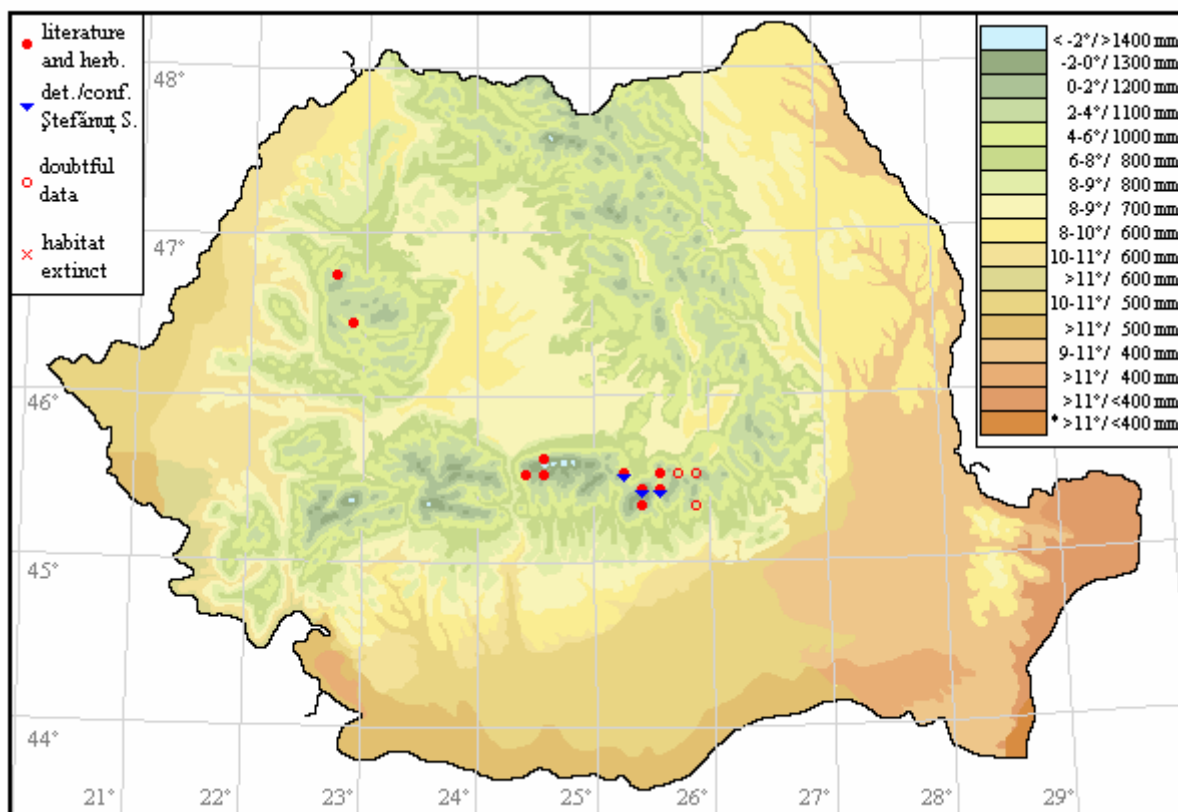 literature
and herb.
det./conf.
Ştefănuţ S.
doubtful
data
habitat
extinct
< -2°/>1400 mm
-2-0°/ 1300 mm
0-2°/ 1200 mm
2-4°/ 1100 mm
4-6°/ 1000 mm
6-8°/ 800 mm
8-9°/ 800 mm
8-9°/ 700 mm
8-10°/ 600 mm
10-11°/ 600 mm
>11°/ 600 mm
10-11°/ 500 mm
>11°/ 500 mm
9-11°/ 400 mm
>11°/ 400 mm
>11°/ <400 mm
* >11°/ <400 mm
48°
47°
46°
45°
44°
21°
22°
23°
24°
25°
26°
27°
28°
29°